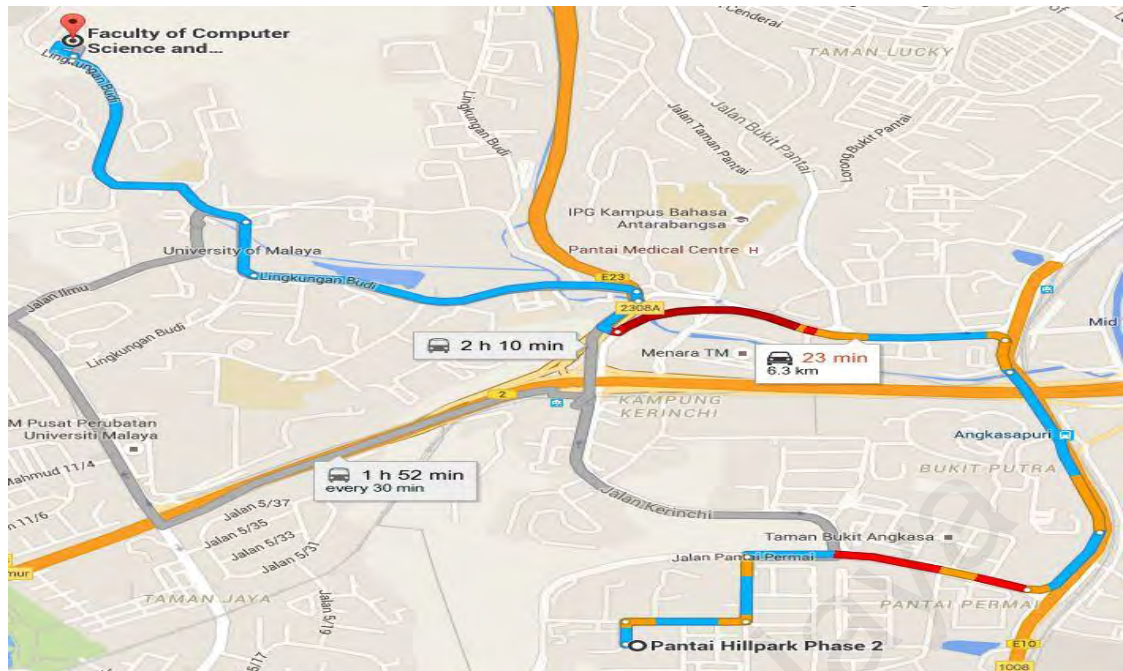 Faculty of Computer
Science and...
Lingkungan Budi
Cenderai
TAMAN LUCKY
Jalan Bukit Pantai
Jalan Taman Pantai
Lorong Bukit Pantai
Lingkungan Budi
IPG Kampus Bahasa
Antarabangsa
University of Malaya
Pantai Medical Centre H
E23
Lingkungan Budi
Jalan Ilmu
2308A
Mid
2 h 10 min
Menara TM
23 min
6.3 km
Lingkungan Budi
2
KAMPUNG
KERINCHI
M Pusat Perubatan
Universiti Malaya
Angkasapuri
Mahmud 11/4
1 h 52 min
every 30 min
BUKIT PUTRA
Jalan 5/37
Jalan Kerinchi
11/6
Jalan 5/35
Jalan 5/33
Taman Bukit Angkasa
Jalan 5/31
Jalan Pantai Permai
mur
TAMAN JAYA
PANTAI PERMAI
Jalan 5/19
Pantai Hillpark Phase 2
E10
1008